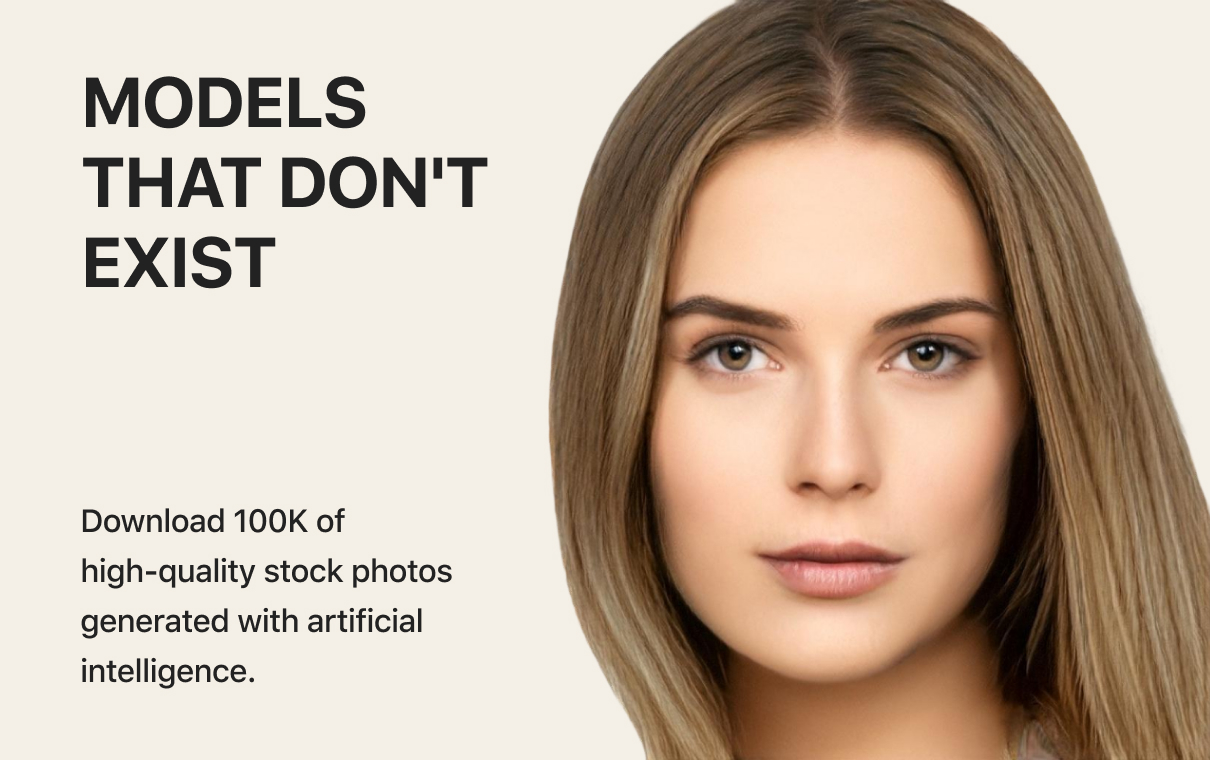 MODELS
THAT DON'T
EXIST
Download 100K of
high-quality stock photos
generated with artificial
intelligence.